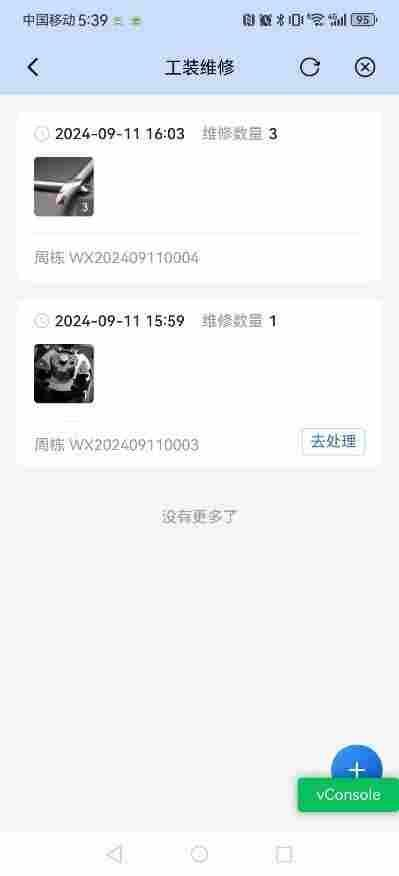 中国移动 5:39 95
工装维修
2024-09-11 16:03 维修数量 3
3
周栋 WX202409110004
2024-09-11 15:59 维修数量 1
1
周栋 WX202409110003 去处理
没有更多了
vConsole